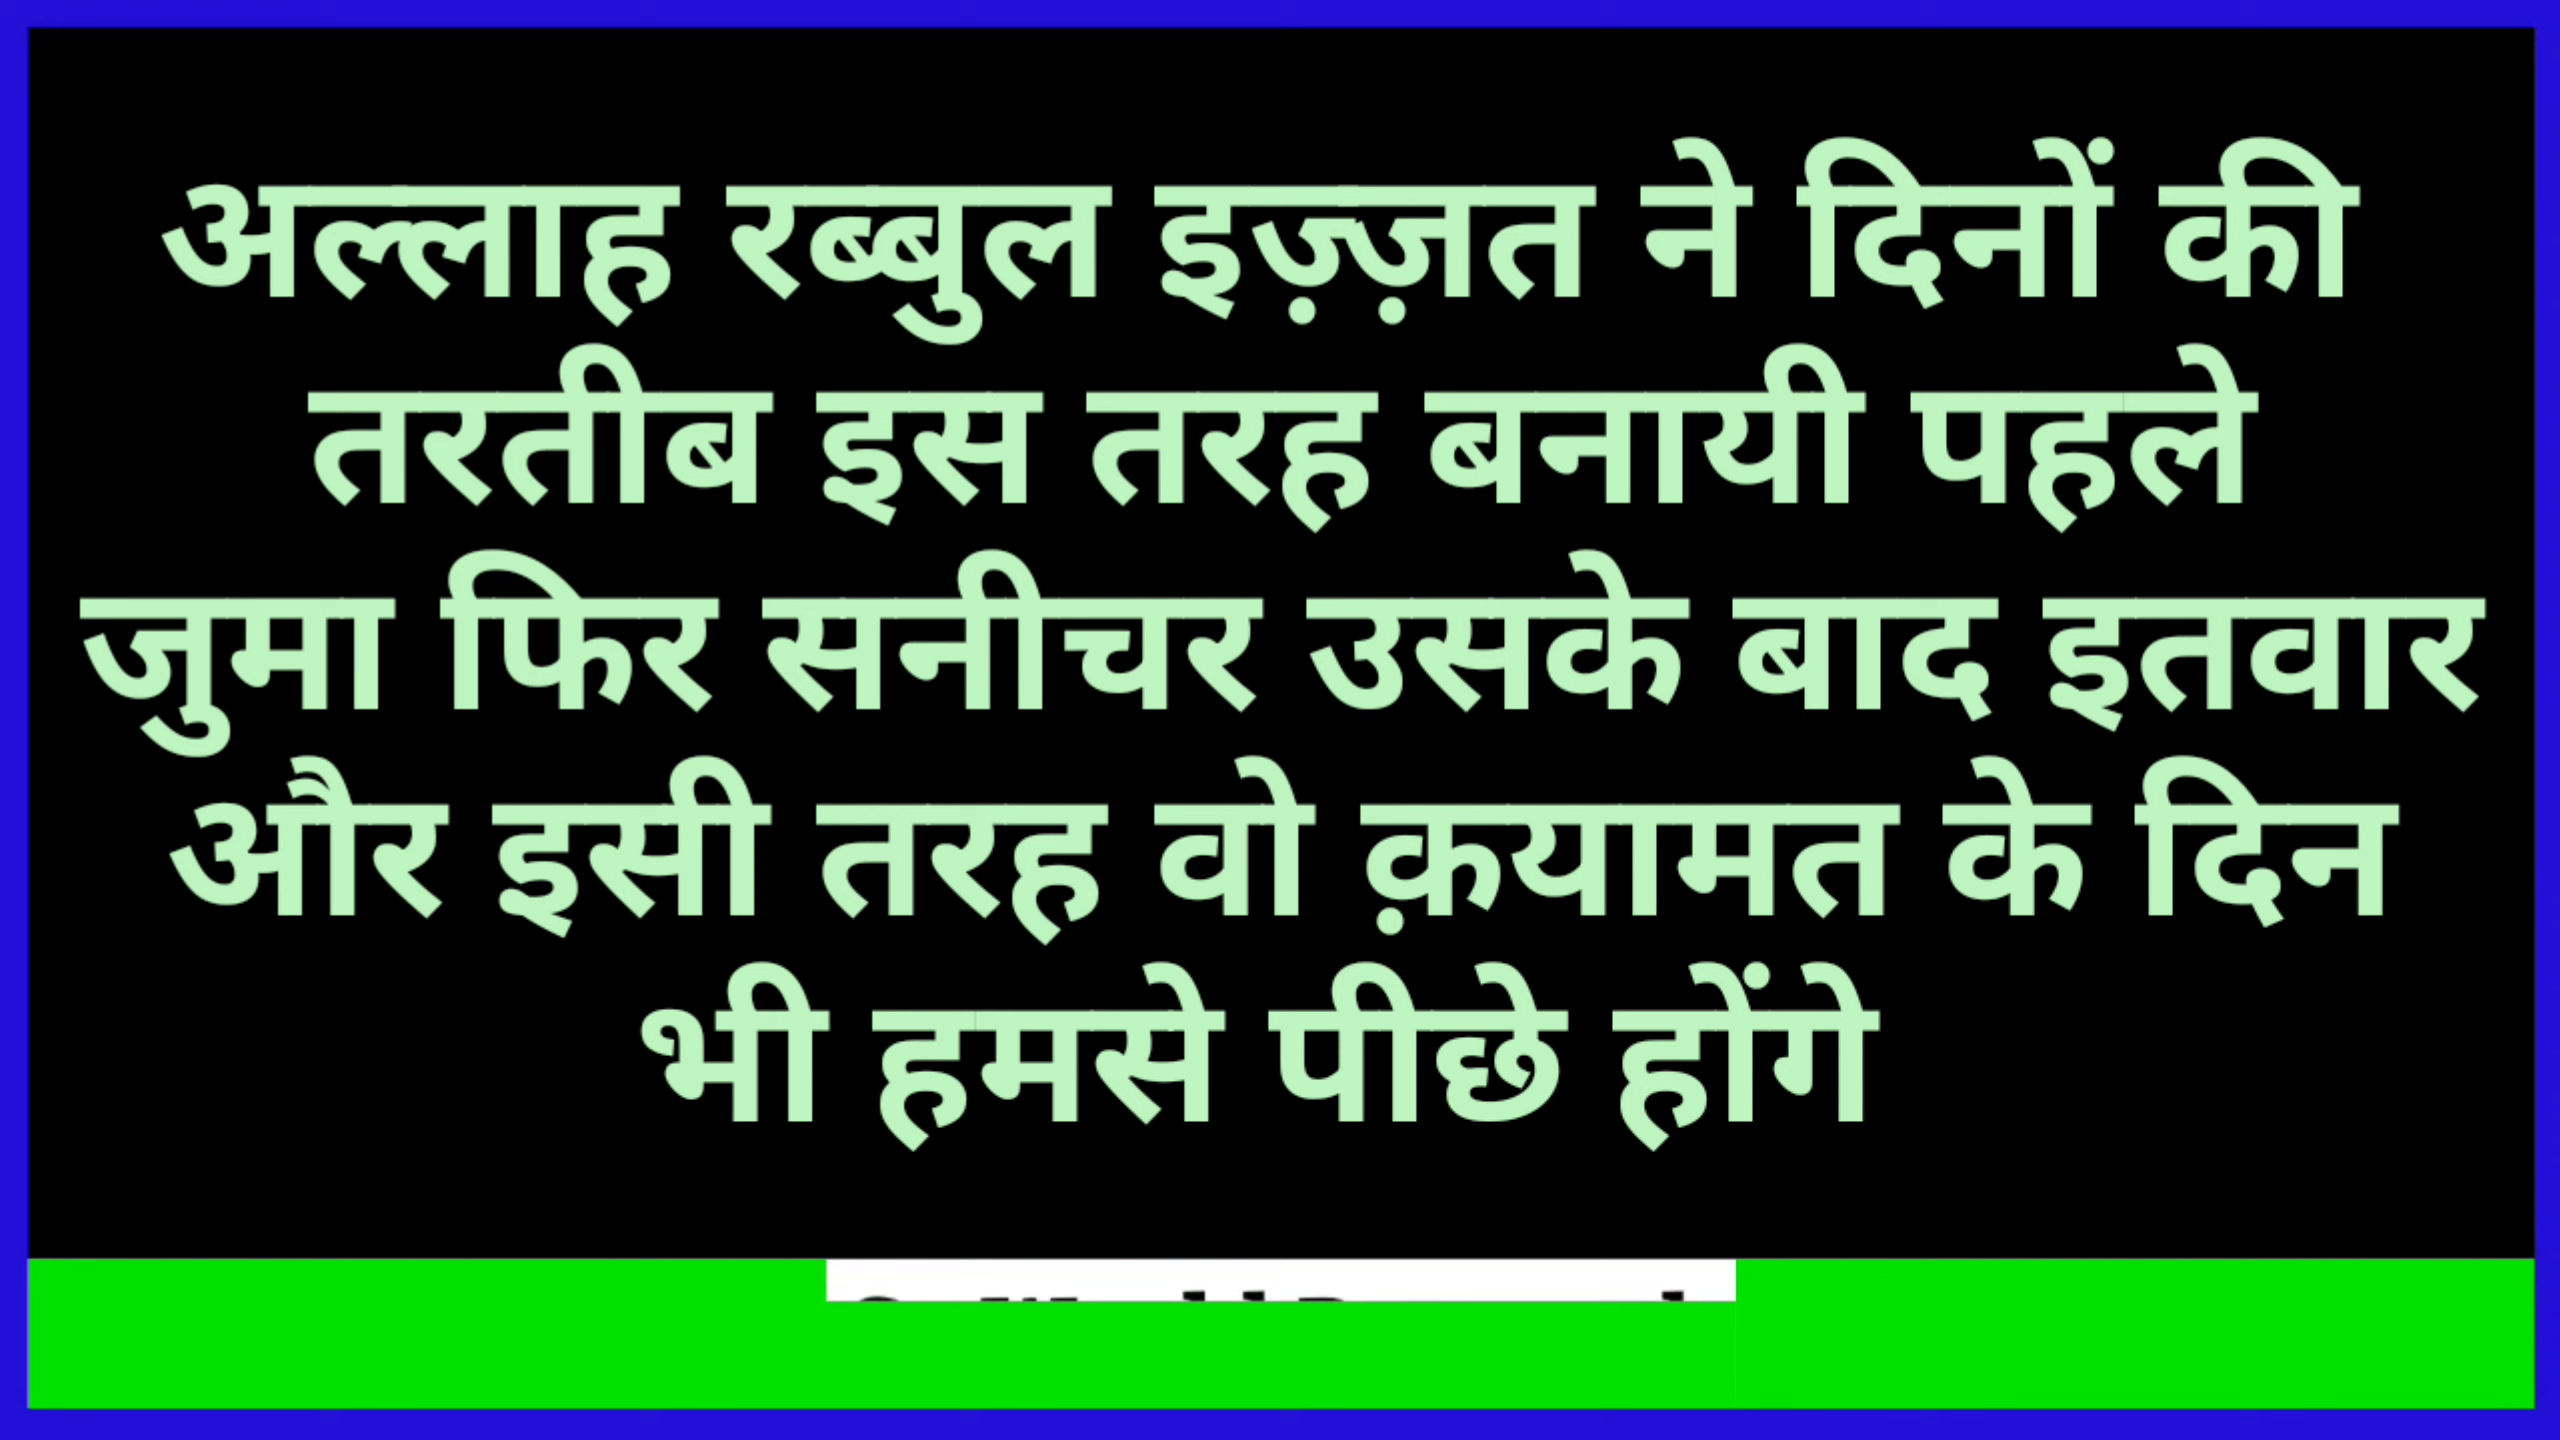 अल्लाह रब्बुल इज़्ज़त ने दिनों की
तरतीब इस तरह बनायी पहले
जुमा फिर सनीचर उसके बाद इतवार
और इसी तरह वो क़यामत के दिन
भी हमसे पीछे होंगे